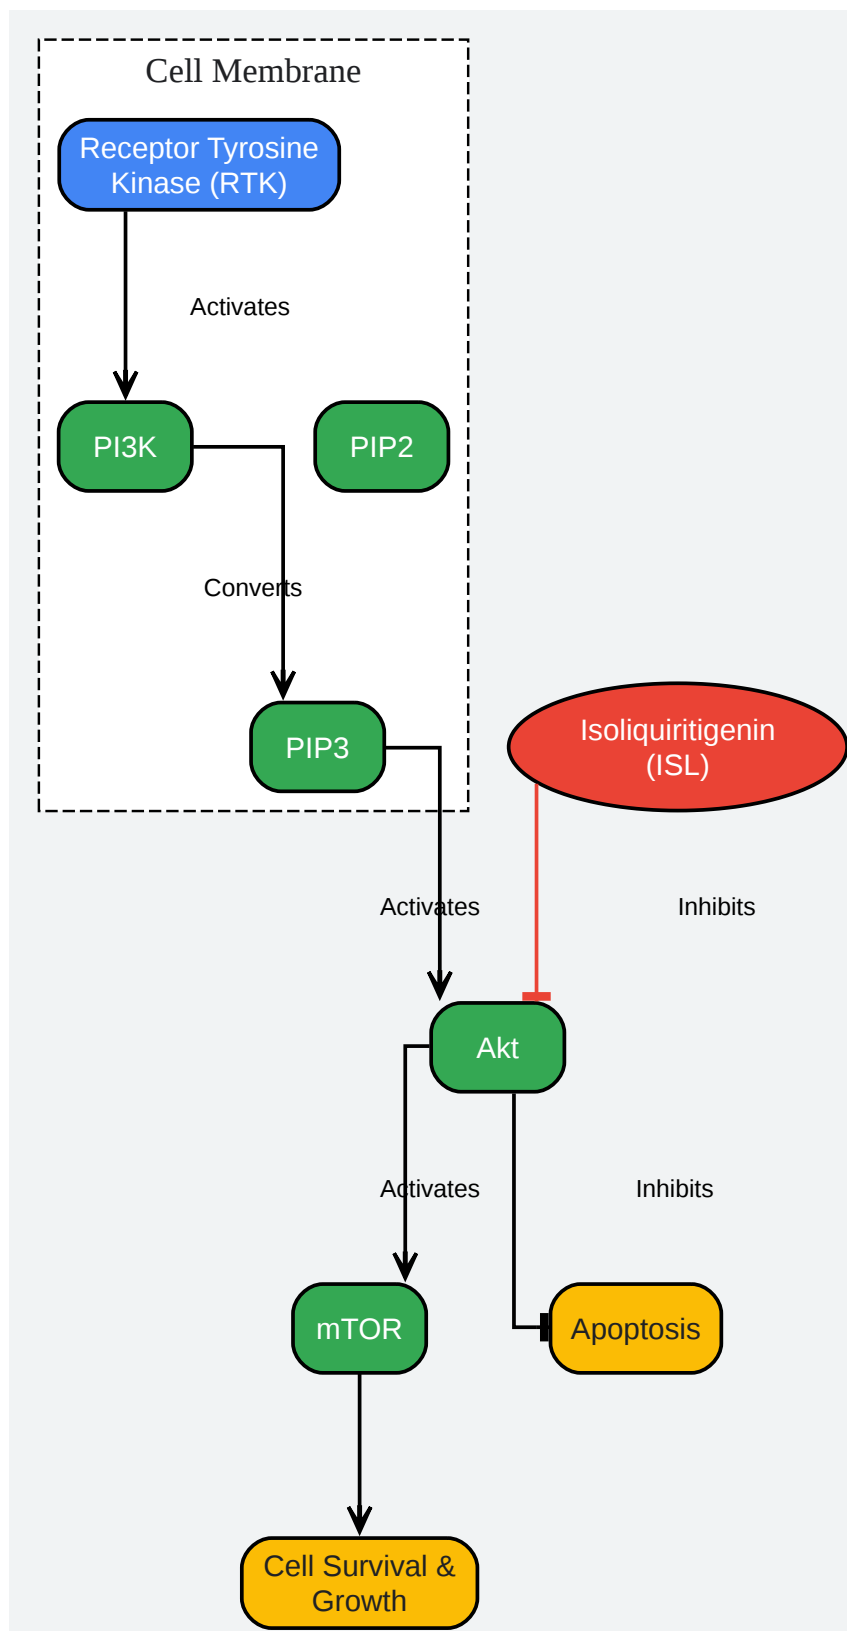 Cell Membrane
Receptor Tyrosine
Kinase (RTK)
Activates
PI3K
PIP2
Converts
PIP3
Isoliquiritigenin
(ISL)
Activates
Inhibits
Akt
Activates
Inhibits
mTOR
Apoptosis
Cell Survival &
Growth